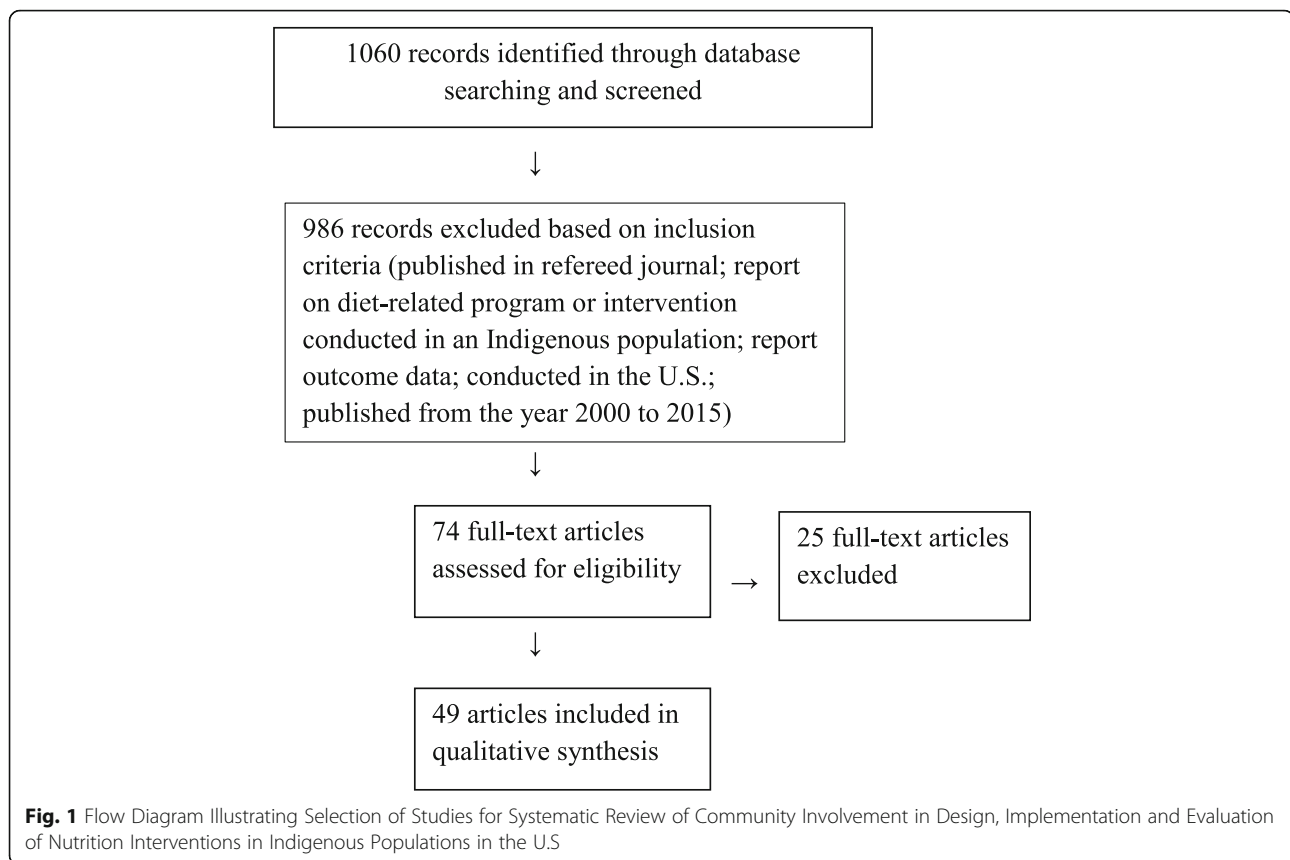 1060 records identified through database
searching and screened
↓
986 records excluded based on inclusion
criteria (published in refereed journal; report
on diet-related program or intervention
conducted in an Indigenous population; report
outcome data; conducted in the U.S.;
published from the year 2000 to 2015)
↓
74 full-text articles
assessed for eligibility
→
25 full-text articles
excluded
↓
49 articles included in
qualitative synthesis
Fig. 1 Flow Diagram Illustrating Selection of Studies for Systematic Review of Community Involvement in Design, Implementation and Evaluation
of Nutrition Interventions in Indigenous Populations in the U.S